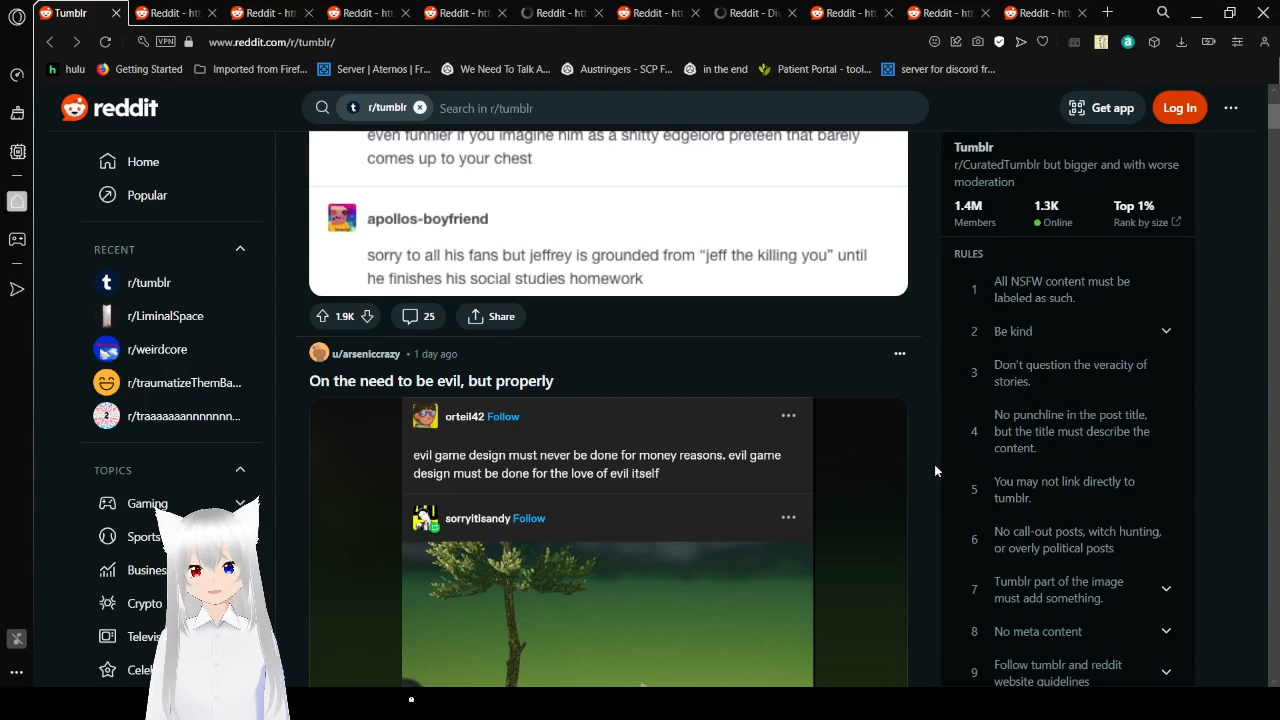 Tumblr
Reddit - htt
Reddit - htt
Reddit - htt
Reddit - htt
Reddit - htt
Reddit - htt
Reddit - Div
Reddit - htt
Reddit - htt
Reddit - htt
VPN
www.reddit.com/r/tumblr/
hulu
Getting Started
Imported from Firef...
Server | Aternos | Fr...
We Need To Talk A...
Austringers - SCP F...
in the end
Patient Portal - tool...
server for discord fr...
reddit
r/tumblr
Search in r/tumblr
Get app
Log In
Home
Popular
RECENT
r/tumblr
r/LiminalSpace
r/weirdcore
r/traumatizeThemBa...
r/traaaaaaannnnnnn...
TOPICS
Gaming
Sports
Busines
Crypto
Televis
Celeb
even funnier if you imagine him as a shitty edgelord preteen that barely
comes up to your chest
apollos-boyfriend
sorry to all his fans but jeffrey is grounded from “jeff the killing you” until
he finishes his social studies homework
1.9K
25
Share
u/arseniccrazy • 1 day ago
On the need to be evil, but properly
orteil42 Follow
evil game design must never be done for money reasons. evil game
design must be done for the love of evil itself
sorryitlsandy Follow
Tumblr
r/CuratedTumblr but bigger and with worse
moderation
1.4M
Members
1.3K
Online
Top 1%
Rank by size
RULES
1 All NSFW content must be
labeled as such.
2 Be kind
3 Don't question the veracity of
stories.
4 No punchline in the post title,
but the title must describe the
content.
5 You may not link directly to
tumblr.
6 No call-out posts, witch hunting,
or overly political posts
7 Tumblr part of the image
must add something.
8 No meta content
9 Follow tumblr and reddit
website guidelines